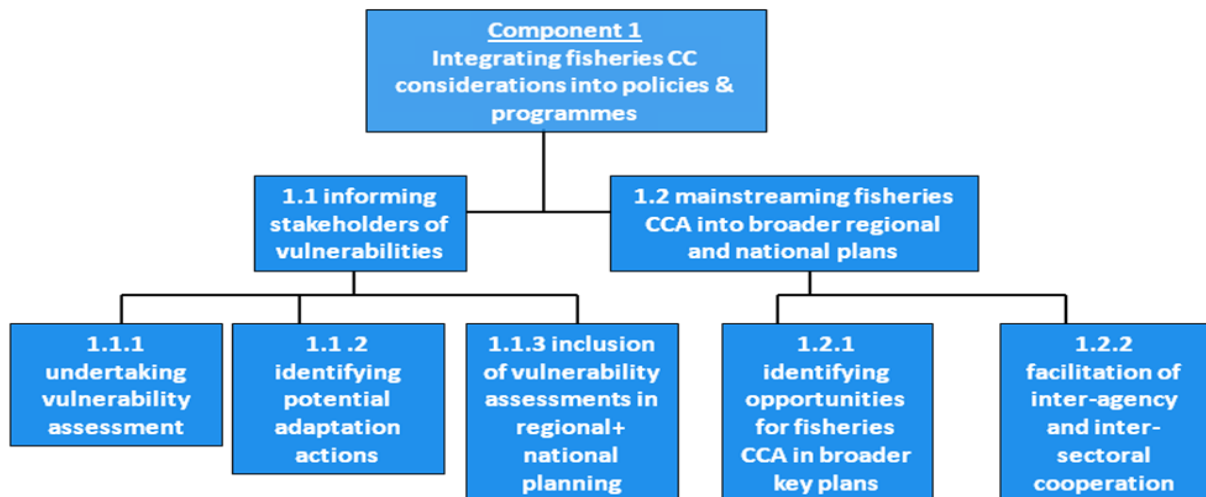 Component 1
Integrating fisheries CC
considerations into policies &
programmes
1.1 informing
stakeholders of
vulnerabilities
1.2 mainstreaming fisheries
CCA into broader regional
and national plans
1.1.1
undertaking
vulnerability
assessment
1.1 .2
identifying
potential
adaptation
actions
1.1.3 inclusion
of vulnerability
assessments in
regional+
national
planning
1.2.1
identifying
opportunities
for fisheries
CCA in broader
key plans
1.2.2
facilitation of
inter-agency
and inter-
sectoral
cooperation